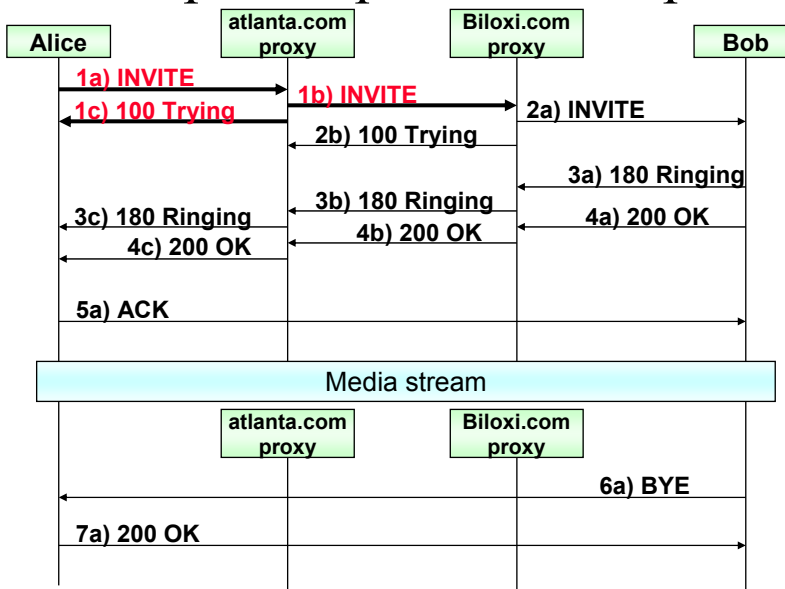 Alice
atlanta.com
proxy
Biloxi.com
proxy
Bob
1a) INVITE
1b) INVITE
1c) 100 Trying
2a) INVITE
2b) 100 Trying
3a) 180 Ringing
3b) 180 Ringing
3c) 180 Ringing
4a) 200 OK
4b) 200 OK
4c) 200 OK
5a) ACK
Media stream
atlanta.com
proxy
Biloxi.com
proxy
6a) BYE
7a) 200 OK